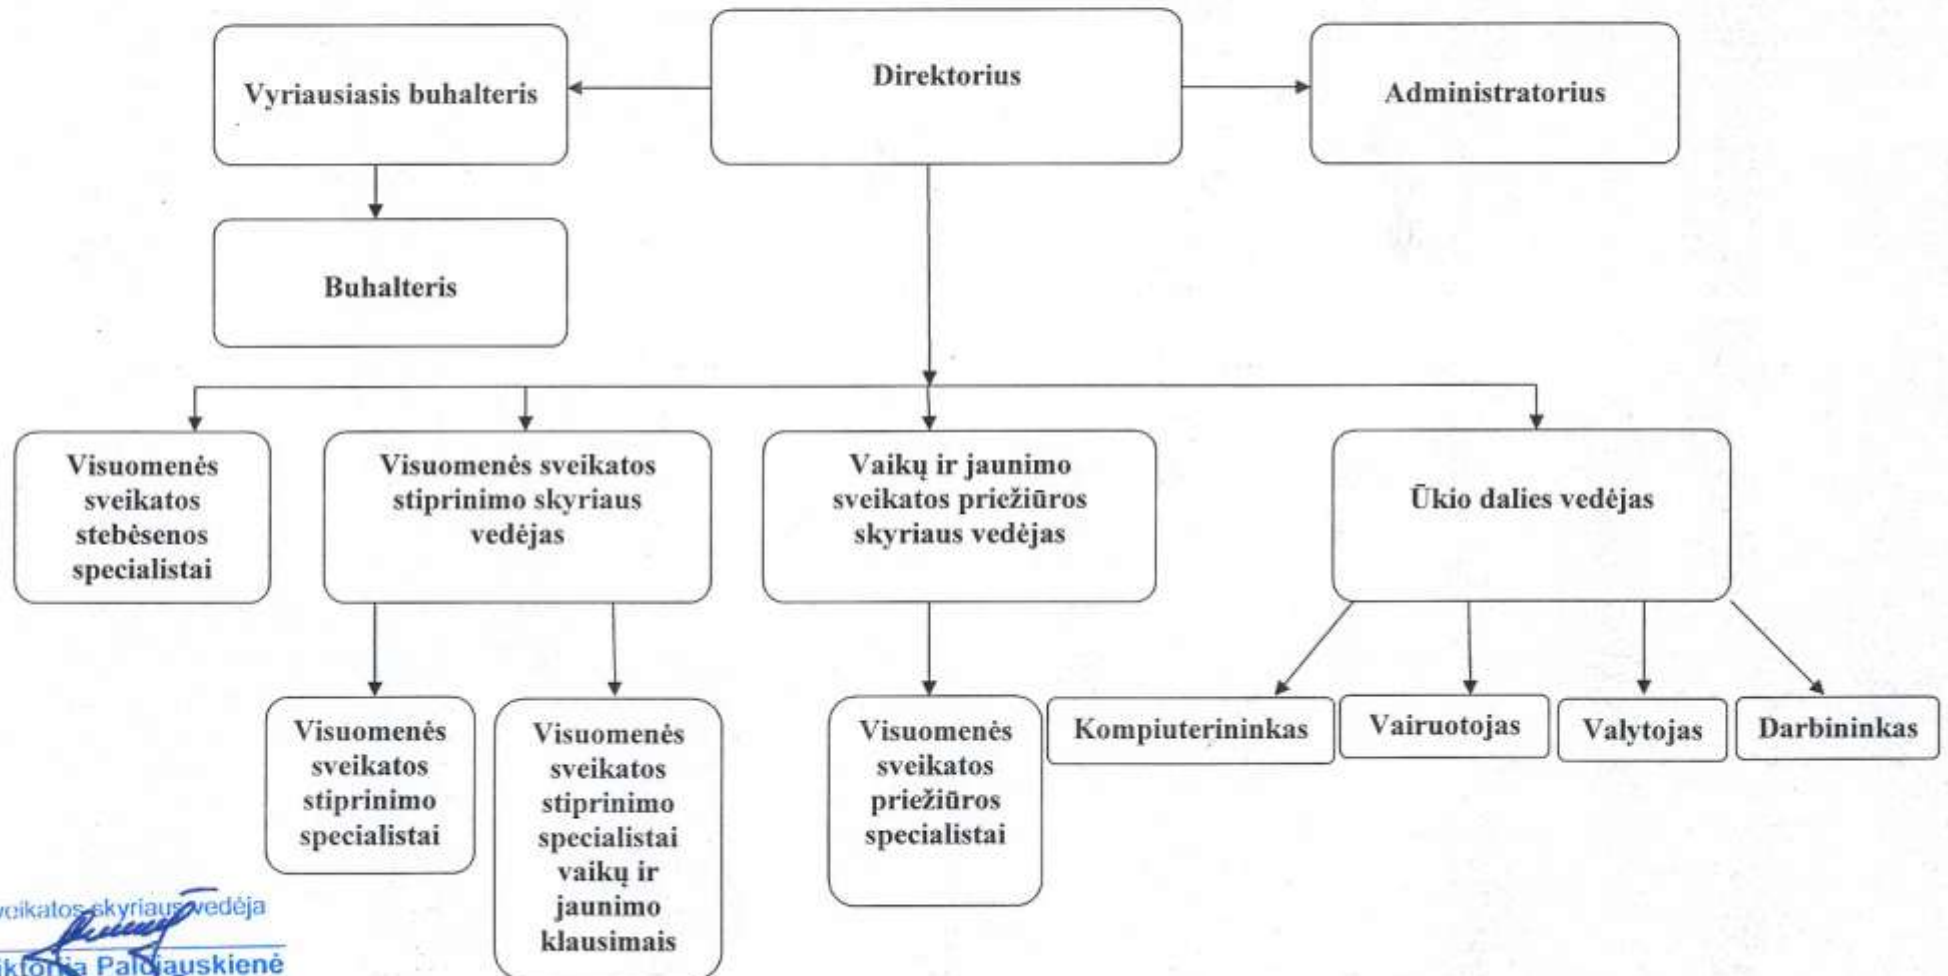 Vyriausiasis buhalteris
Direktorius
Administratorius
Buhalteris
Visuomenės
sveikatos
stebėsenos
specialistai
Visuomenės sveikatos
stiprinimo skyriaus
vedėjas
Vaikų ir jaunimo
sveikatos priežiūros
skyriaus vedėjas
Ūkio dalies vedėjas
Visuomenės
sveikatos
stiprinimo
specialistai
Visuomenės
sveikatos
stiprinimo
specialistai
vaikų ir
jaunimo
klausimais
Visuomenės
sveikatos
priežiūros
specialistai
Kompiuterininkas
Vairuotojas
Valytojas
Darbininkas
veikatos skyriaus vedėja